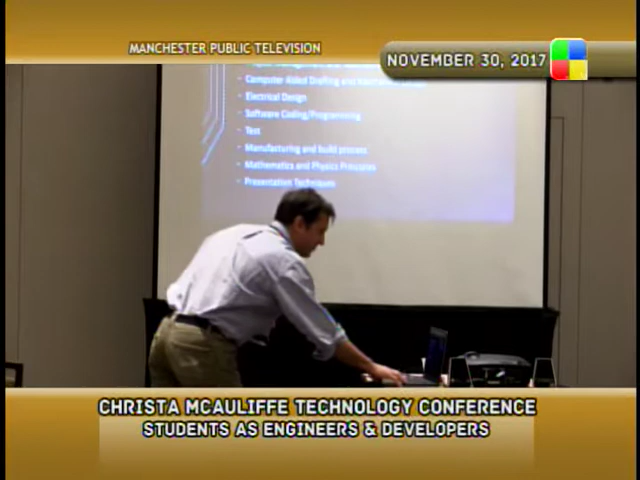 MANCHESTER PUBLIC TELEVISION
NOVEMBER 30, 2017
- Computer Aided Drafting and
- Electrical Design
- Software Coding/Programming
- Test
- Manufacturing and build process
- Mathematics and Physics Principles
- Presentation Techniques
CHRISTA MCAULIFFE TECHNOLOGY CONFERENCE
STUDENTS AS ENGINEERS & DEVELOPERS